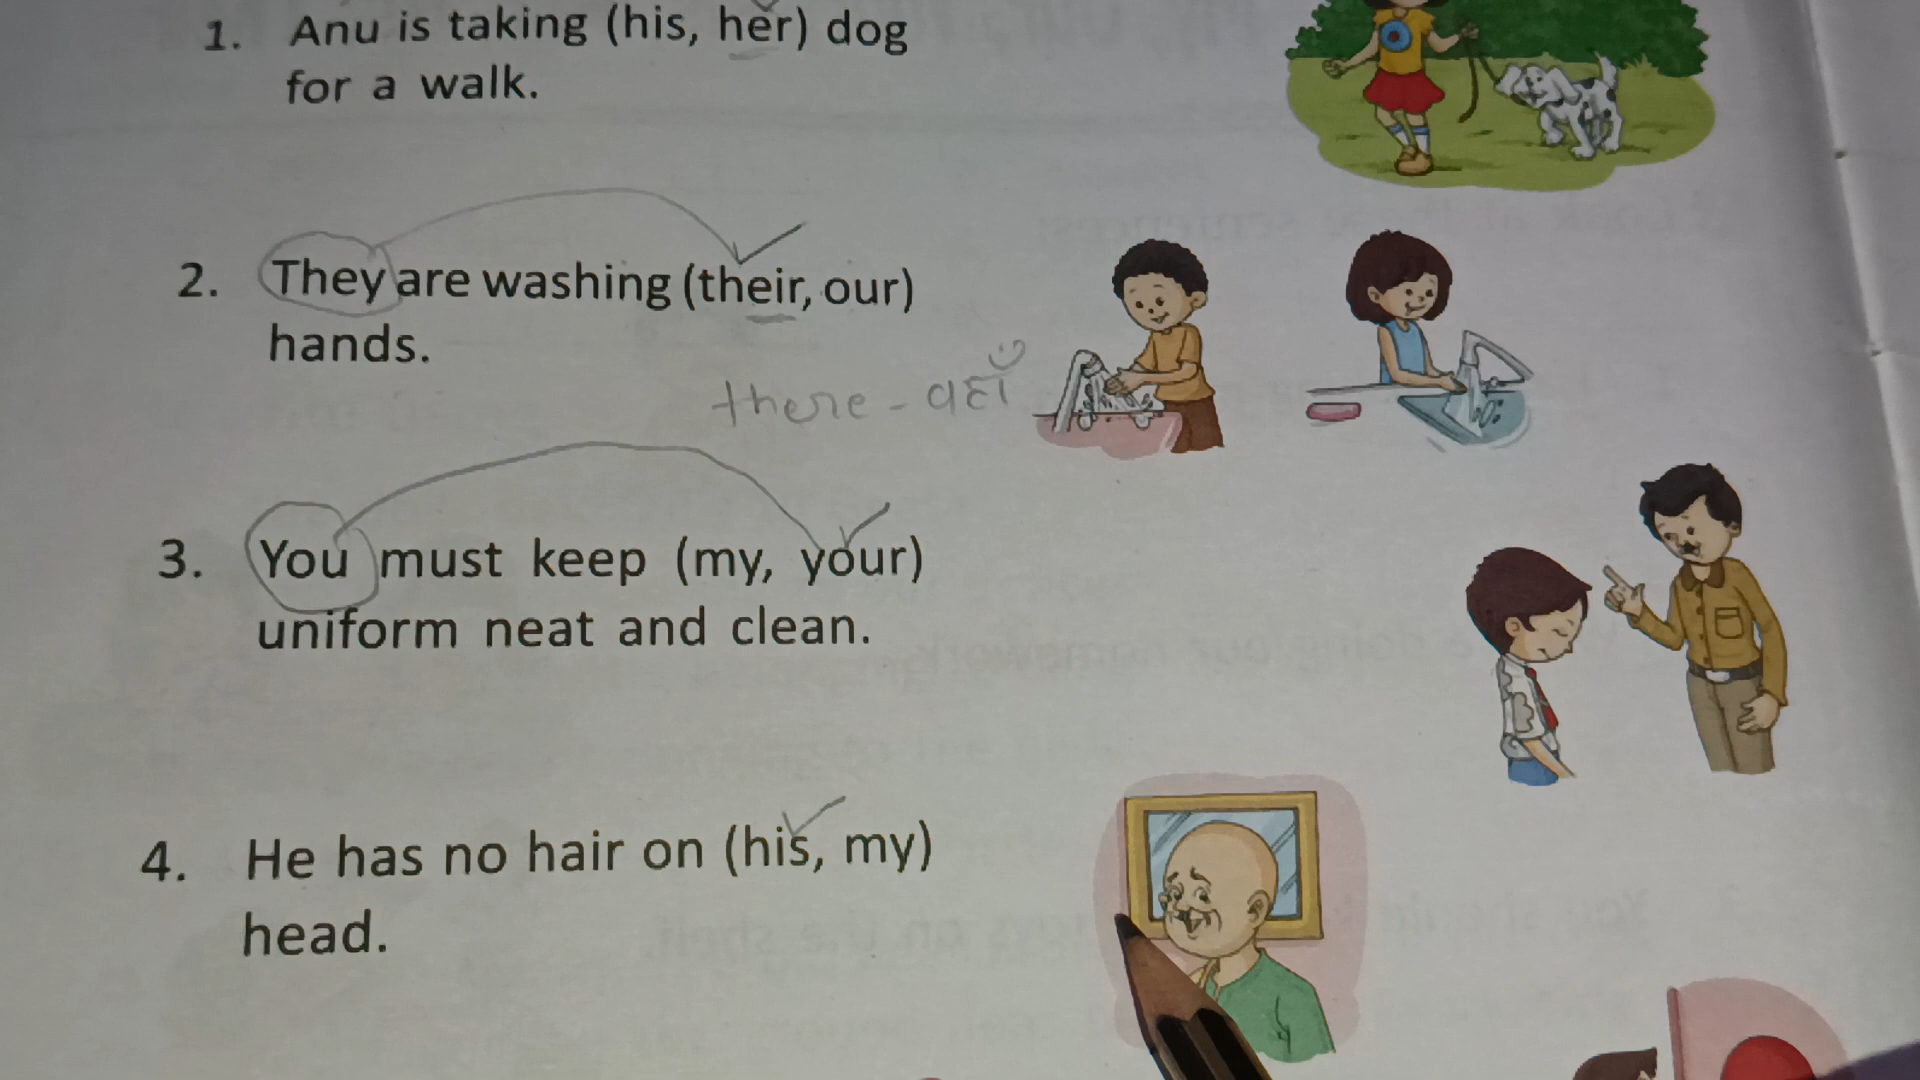 1. Anu is taking (his, her) dog
for a walk.
2. They are washing (their, our)
hands.
there - वहाँ
3. You must keep (my, your)
uniform neat and clean.
4. He has no hair on (his, my)
head.